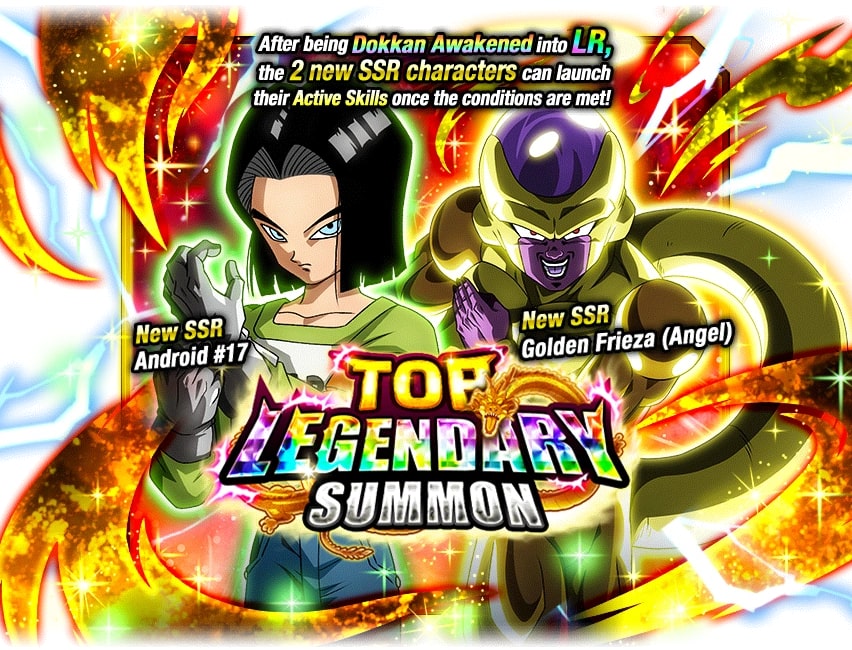 After being Dokkan Awakened into LR,
the 2 new SSR characters can launch
their Active Skills once the conditions are met!
New SSR
Android #17
New SSR
Golden Frieza (Angel)
TOP
LEGENDARY
SUMMON